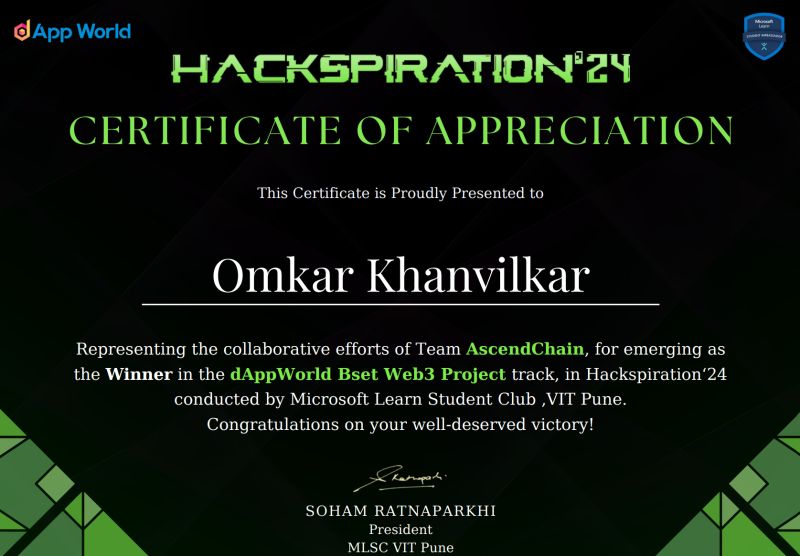 dApp World
Microsoft
Learn
STUDENT AMBASSADOR
HACKSPIRATION'24
CERTIFICATE OF APPRECIATION
This Certificate is Proudly Presented to
Omkar Khanvilkar
Representing the collaborative efforts of Team AscendChain, for emerging as
the Winner in the dAppWorld Bset Web3 Project track, in Hackspiration‘24
conducted by Microsoft Learn Student Club ,VIT Pune.
Congratulations on your well-deserved victory!
SOHAM RATNAPARKHI
President
MLSC VIT Pune